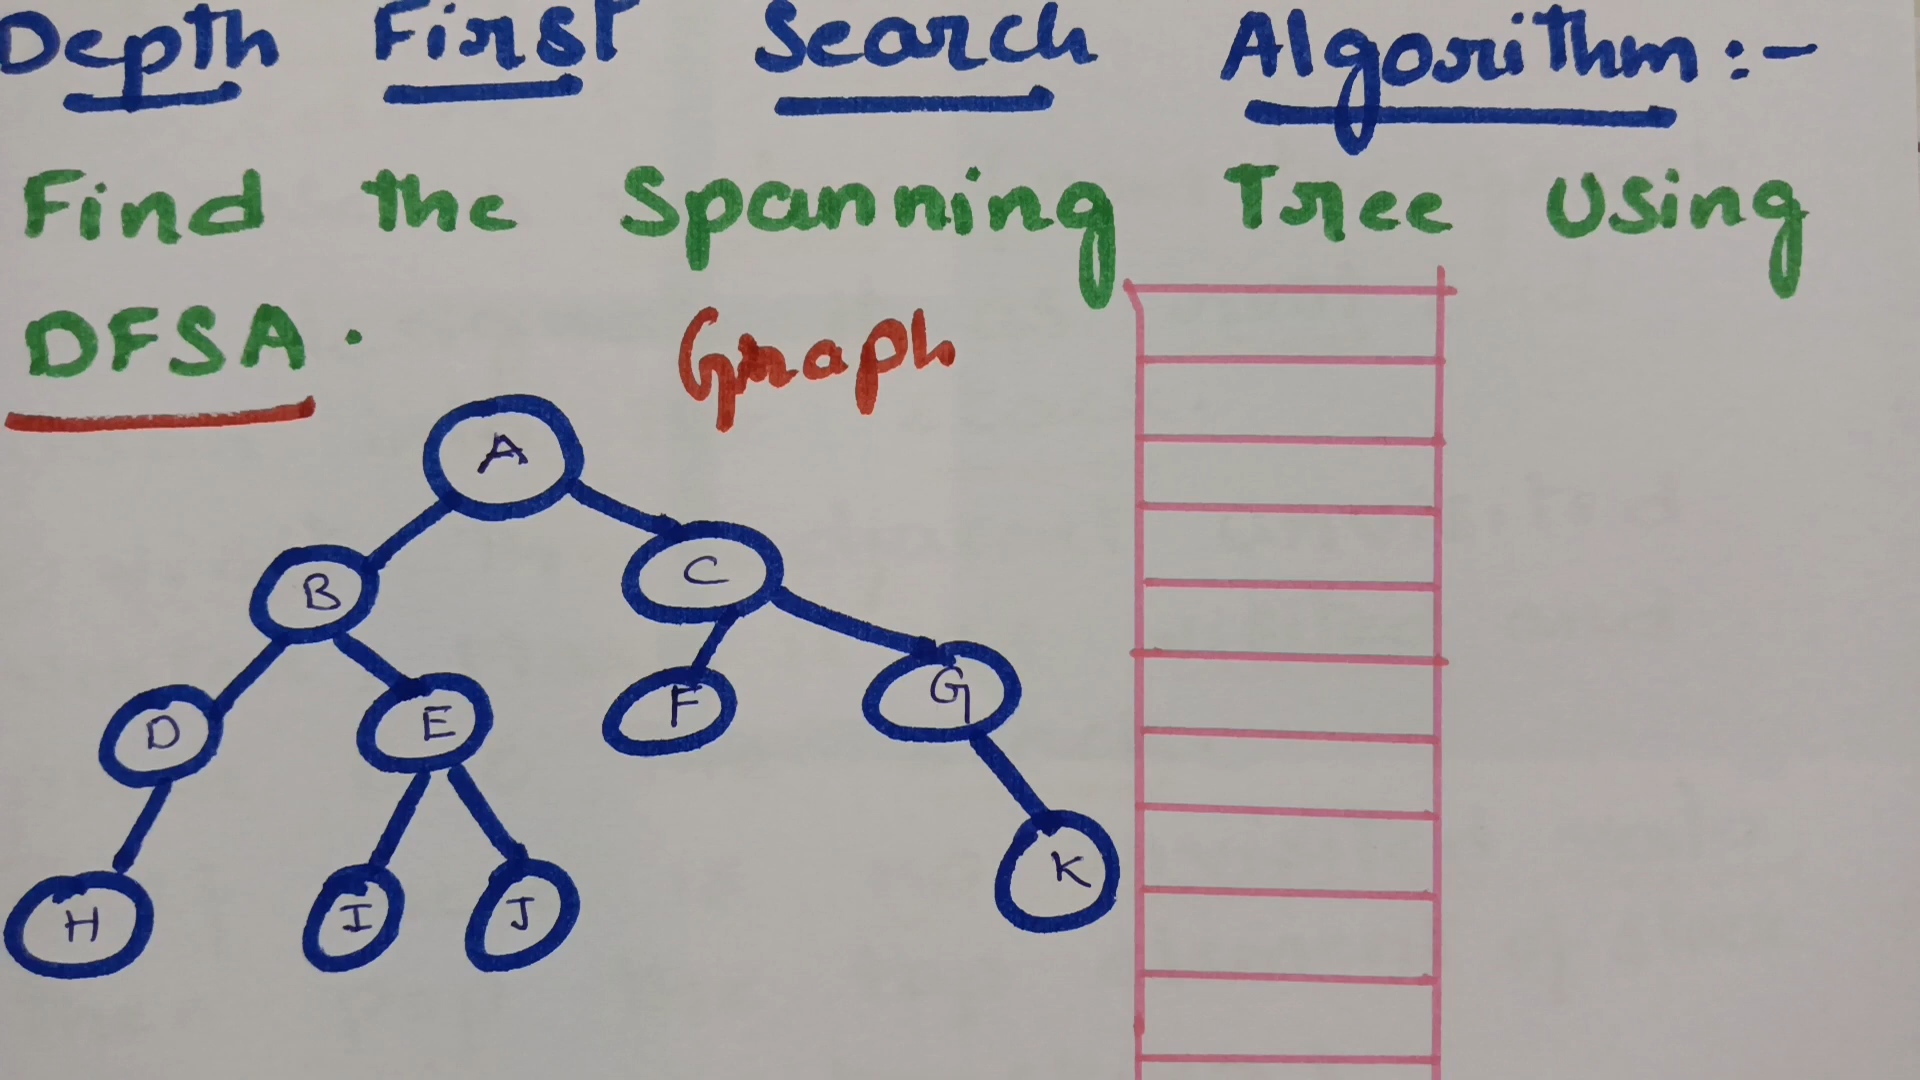 Depth First Search Algorithm:-
Find the Spanning Tree Using
DFSA.
Graph
A
B
C
D
E
F
G
H
I
J
K